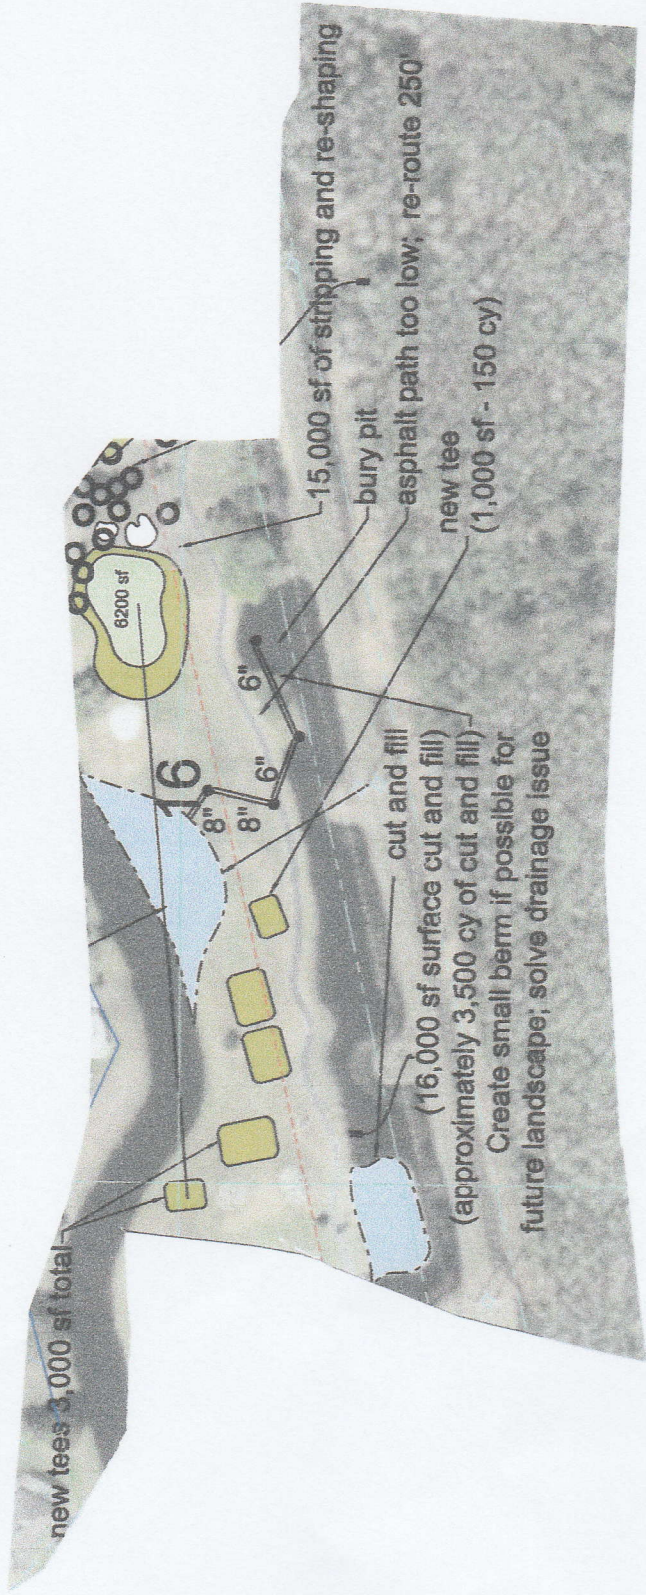 new tees 3,000 sf total
16
6200 sf
8"
8"
6"
6"
15,000 sf of stripping and re-shaping
bury pit
asphalt path too low; re-route 250'
new tee
(1,000 sf - 150 cy)
cut and fill
(16,000 sf surface cut and fill)
(approximately 3,500 cy of cut and fill)
Create small berm if possible for
future landscape; solve drainage issue